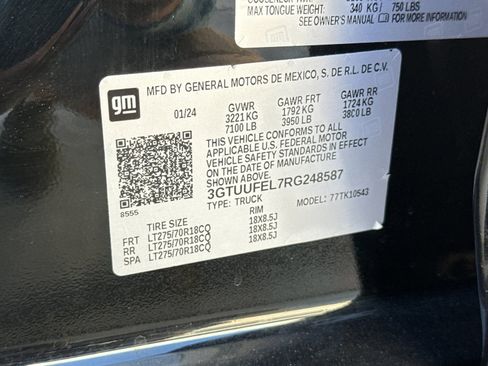 MAX TONGUE WEIGHT: 340 KG/ 750 LBS
SEE OWNER'S MANUAL FOR MORE INFORMATION
gm
MFD BY GENERAL MOTORS DE MEXICO, S. DE R.L. DE C.V.
01/24 GVWR GAWR FRT GAWR RR
3221 KG 1792 KG 1724 KG
7100 LB 3950 LB 3800 LB
THIS VEHICLE CONFORMS TO ALL
APPLICABLE U.S. FEDERAL MOTOR
VEHICLE SAFETY STANDARDS IN EFFECT
ON THE DATE OF MANUFACTURE
SHOWN ABOVE.
3GTUUFEL7RG248587
8555
TYPE: TRUCK MODEL: 77TK10543
TIRE SIZE RIM
FRT LT275/70R18CQ 18X8.5J
RR LT275/70R18CQ 18X8.5J
SPA LT275/70R18CQ 18X8.5J